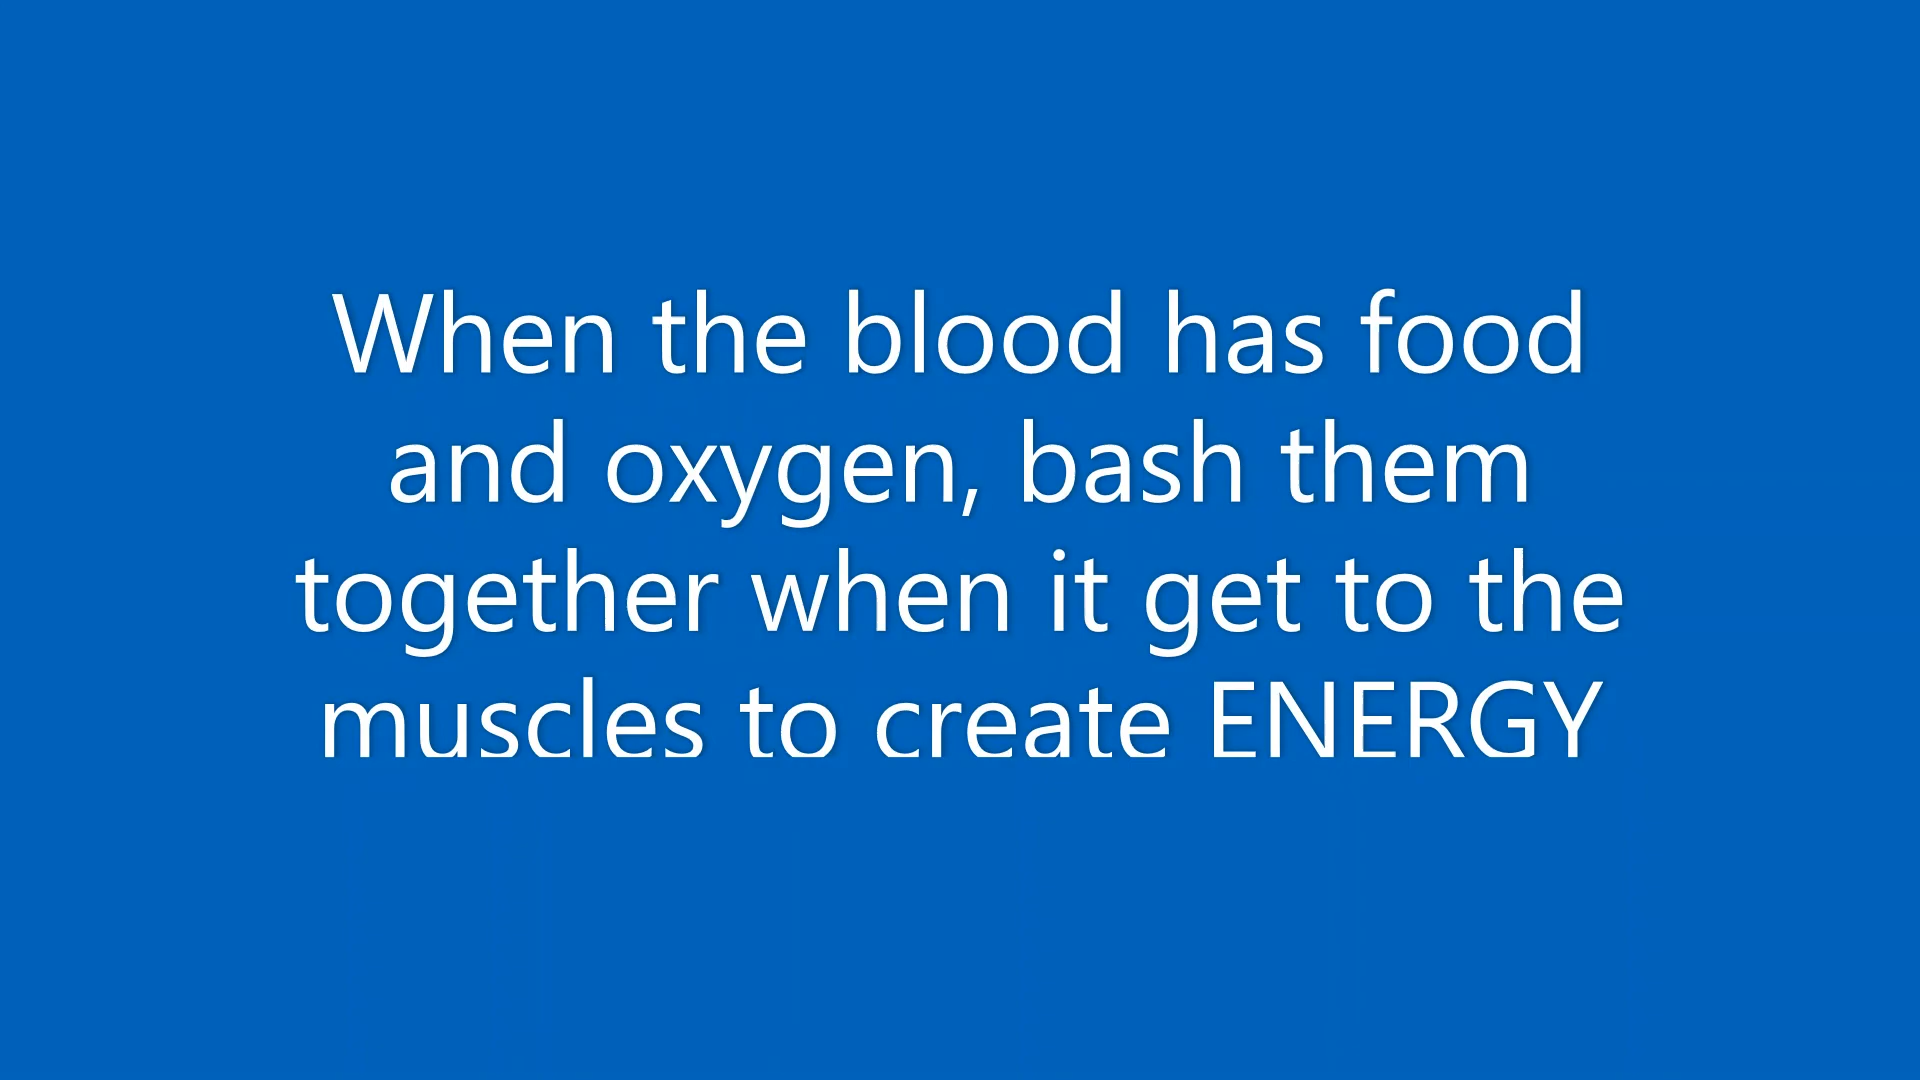 When the blood has food
and oxygen, bash them
together when it get to the
muscles to create ENERGY